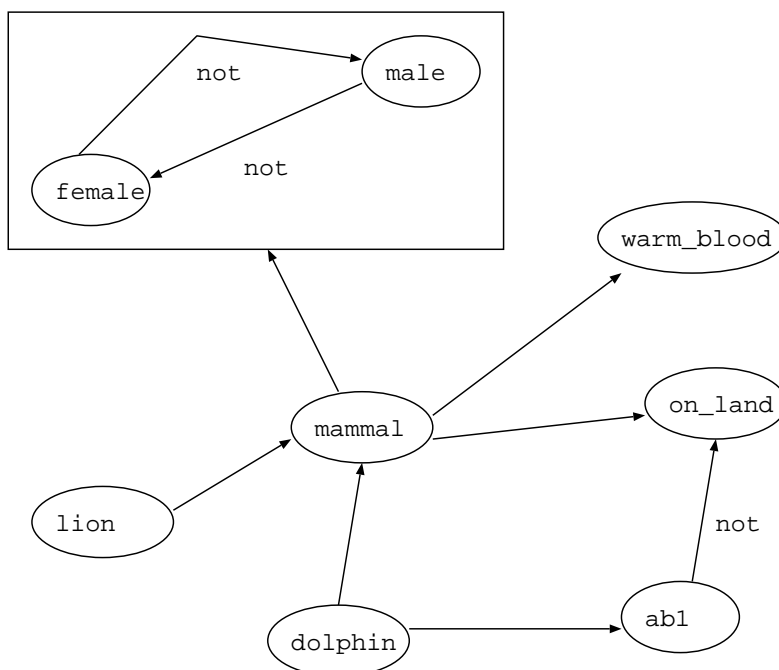 male
not
not
female
warm_blood
on_land
mammal
lion
not
ab1
dolphin